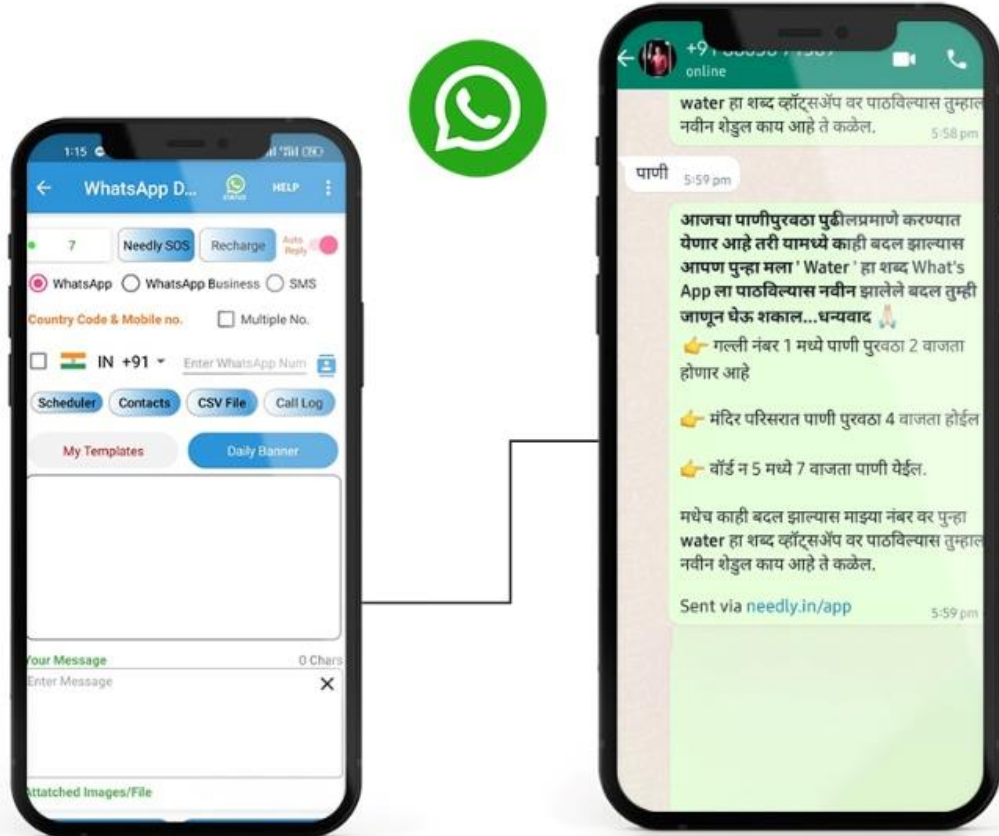 1:15
WhatsApp D... STATUS HELP
7 Needly SOS Recharge Auto Reply
WhatsApp WhatsApp Business SMS
Country Code & Mobile no. Multiple No.
IN +91 Enter WhatsApp Num
Scheduler Contacts CSV File Call Log
My Templates Daily Banner
Your Message 0 Chars
Enter Message
Attatched Images/File
+91
online
water हा शब्द व्हॉट्सॲप वर पाठविल्यास तुम्हाल
नवीन शेडुल काय आहे ते कळेल. 5:58 pm
पाणी 5:59 pm
आजचा पाणीपुरवठा पुढीलप्रमाणे करण्यात
येणार आहे तरी यामध्ये काही बदल झाल्यास
आपण पुन्हा मला ' Water ' हा शब्द What's
App ला पाठविल्यास नवीन झालेले बदल तुम्ही
जाणून घेऊ शकाल...धन्यवाद 🙏🏻
👉 गल्ली नंबर 1 मध्ये पाणी पुरवठा 2 वाजता
होणार आहे
👉 मंदिर परिसरात पाणी पुरवठा 4 वाजता होईल
👉 वॉर्ड न 5 मध्ये 7 वाजता पाणी येईल.
मधेच काही बदल झाल्यास माझ्या नंबर वर पुन्हा
water हा शब्द व्हॉट्सॲप वर पाठविल्यास तुम्हाल
नवीन शेडुल काय आहे ते कळेल.
Sent via needly.in/app 5:59 pm